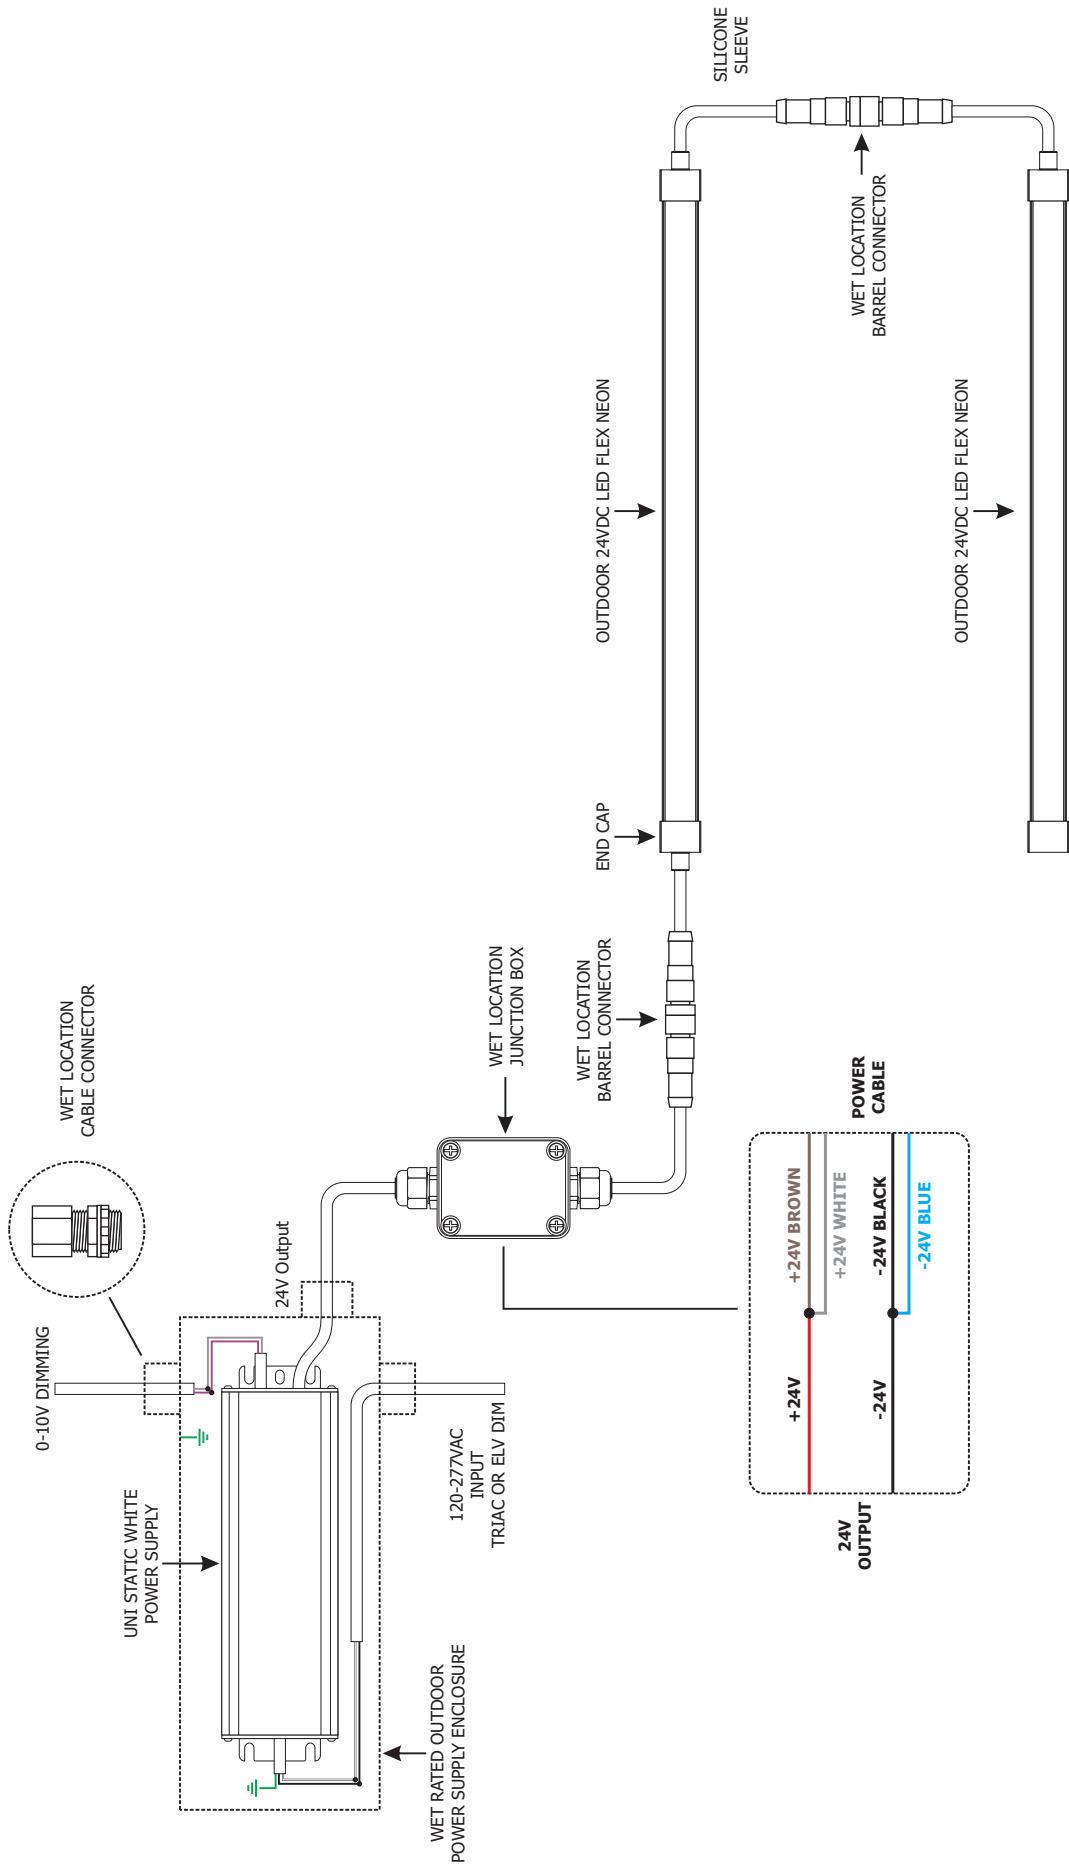 WET LOCATION
CABLE CONNECTOR
0-10V DIMMING
UNI STATIC WHITE
POWER SUPPLY
24V Output
120-277VAC
INPUT
TRIAC OR ELV DIM
WET RATED OUTDOOR
POWER SUPPLY ENCLOSURE
WET LOCATION
JUNCTION BOX
WET LOCATION
BARREL CONNECTOR
END CAP
OUTDOOR 24VDC LED FLEX NEON
SILICONE
SLEEVE
WET LOCATION
BARREL CONNECTOR
OUTDOOR 24VDC LED FLEX NEON
24V
OUTPUT
+24V
-24V
+24V BROWN
+24V WHITE
-24V BLACK
-24V BLUE
POWER
CABLE